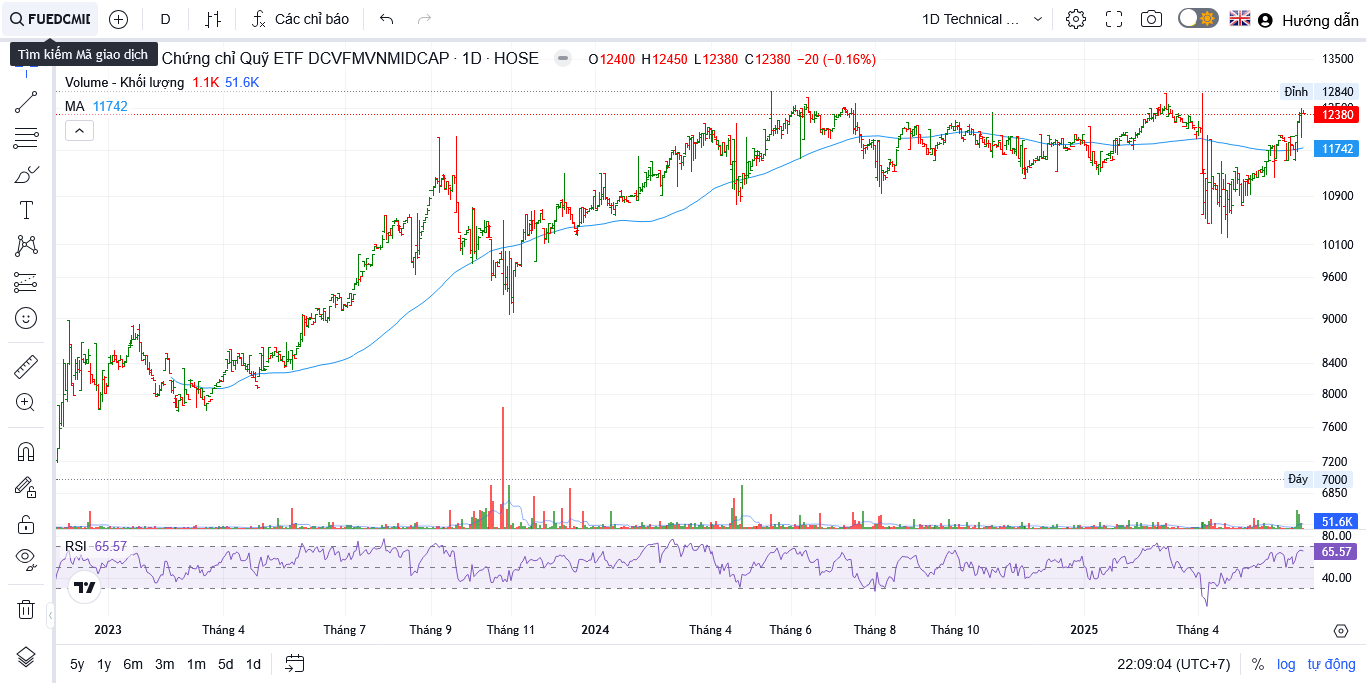 FUEDCMID
D
Các chỉ báo
1D Technical ...
Hướng dẫn
Tìm kiếm Mã giao dịch
Chứng chỉ Quỹ ETF DCVFMVNMIDCAP · 1D · HOSE
O12400 H12450 L12380 C12380 −20 (−0.16%)
Volume - Khối lượng 1.1K 51.6K
MA 11742
13500
Đỉnh 12840
12380
11742
10900
10100
9600
9000
8400
8000
7600
7200
Đáy 7000
6850
51.6K
80.00
RSI 65.57
65.57
40.00
2023 Tháng 4 Tháng 7 Tháng 9 Tháng 11 2024 Tháng 4 Tháng 6 Tháng 8 Tháng 10 2025 Tháng 4
5y 1y 6m 3m 1m 5d 1d
22:09:04 (UTC+7) % log tự động